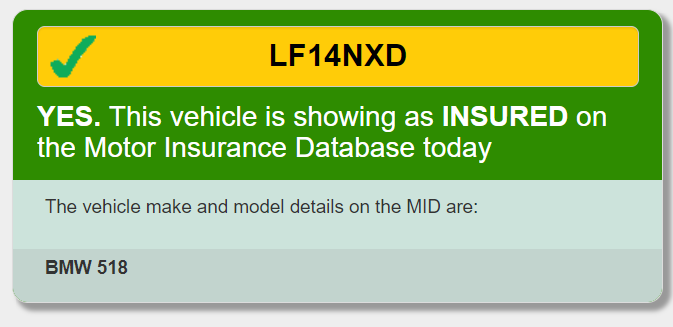 LF14NXD
YES. This vehicle is showing as INSURED on
the Motor Insurance Database today
The vehicle make and model details on the MID are:
BMW 518